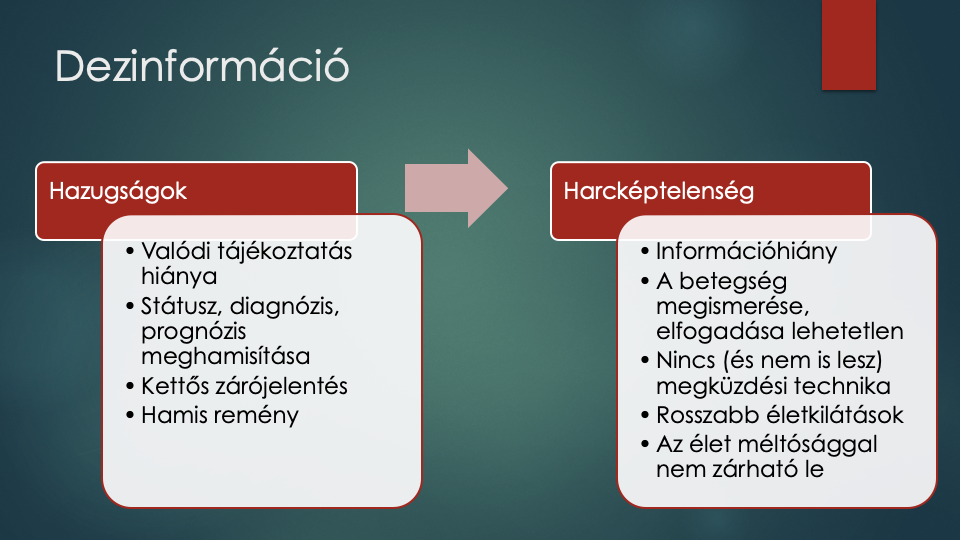 Dezinformáció
Hazugságok
• Valódi tájékoztatás
hiánya
• Státusz, diagnózis,
prognózis
meghamisítása
• Kettős zárójelentés
• Hamis remény
Harcképtelenség
• Információhiány
• A betegség
megismerése,
elfogadása lehetetlen
• Nincs (és nem is lesz)
megküzdési technika
• Rosszabb életkilátások
• Az élet méltósággal
nem zárható le